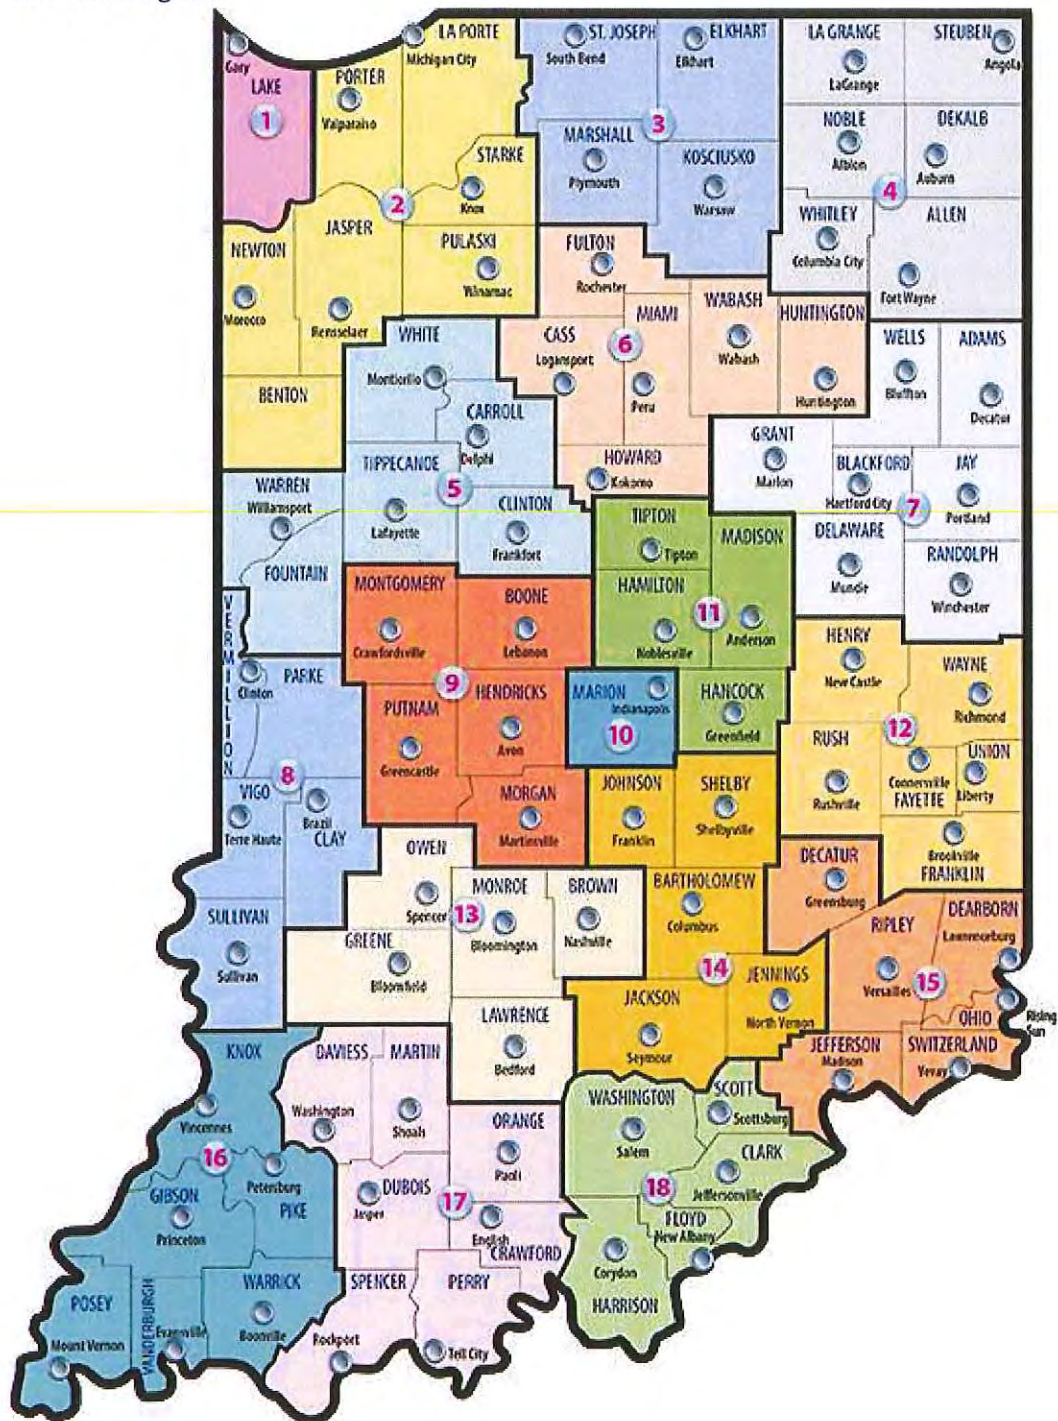 LA PORTE
ST. JOSEPH
ELKHART
LA GRANGE
STEUBEN
Gary
Michigan City
South Bend
Elkhart
LaGrange
Angola
LAKE
PORTER
1
Valparaiso
3
NOBLE
DEKALB
MARSHALL
KOSCIUSKO
Albion
Auburn
STARKE
Plymouth
Warsaw
4
2
Knox
WHITLEY
ALLEN
JASPER
Columbia City
NEWTON
PULASKI
FULTON
Winamac
Rochester
Fort Wayne
Morocco
Rensselaer
WHITE
CASS
MIAMI
WABASH
HUNTINGTON
WELLS
ADAMS
Logansport
6
Wabash
Monticello
Peru
Huntington
Bluffton
Decatur
BENTON
CARROLL
Delphi
GRANT
TIPPECANOE
HOWARD
Marion
BLACKFORD
JAY
WARREN
5
Kokomo
Hartford City
7
Portland
Williamsport
Lafayette
CLINTON
TIPTON
MADISON
DELAWARE
Frankfort
Tipton
RANDOLPH
FOUNTAIN
MONTGOMERY
BOONE
HAMILTON
Muncie
Winchester
VERMILLION
11
Crawfordsville
Lebanon
Noblesville
Anderson
HENRY
WAYNE
Clinton
PARKE
9
HENDRICKS
MARION
Indianapolis
HANCOCK
New Castle
Richmond
PUTNAM
10
Greenfield
RUSH
12
8
Greencastle
Avon
Connersville
UNION
VIGO
MORGAN
JOHNSON
SHELBY
Rushville
FAYETTE
Liberty
Terre Haute
Brazil
CLAY
Martinsville
Franklin
Shelbyville
OWEN
DECATUR
Brookville
FRANKLIN
MONROE
BROWN
BARTHOLOMEW
Greensburg
SULLIVAN
Spencer
13
Columbus
RIPLEY
DEARBORN
Bloomington
Nashville
Lawrenceburg
GREENE
Sullivan
Bloomfield
14
JENNINGS
Versailles
15
JACKSON
North Vernon
OHIO
Rising
Sun
LAWRENCE
KNOX
DAVIESS
MARTIN
Bedford
Seymour
JEFFERSON
Madison
SWITZERLAND
Vevay
WASHINGTON
SCOTT
Washington
Shoals
ORANGE
Scottsburg
Vincennes
Salem
CLARK
16
Paoli
Petersburg
DUBOIS
17
18
Jeffersonville
GIBSON
PIKE
Jasper
English
FLOYD
Princeton
CRAWFORD
New Albany
Corydon
WARRICK
SPENCER
PERRY
POSEY
VANDERBURGH
HARRISON
Mount Vernon
Evansville
Boonville
Rockport
Tell City